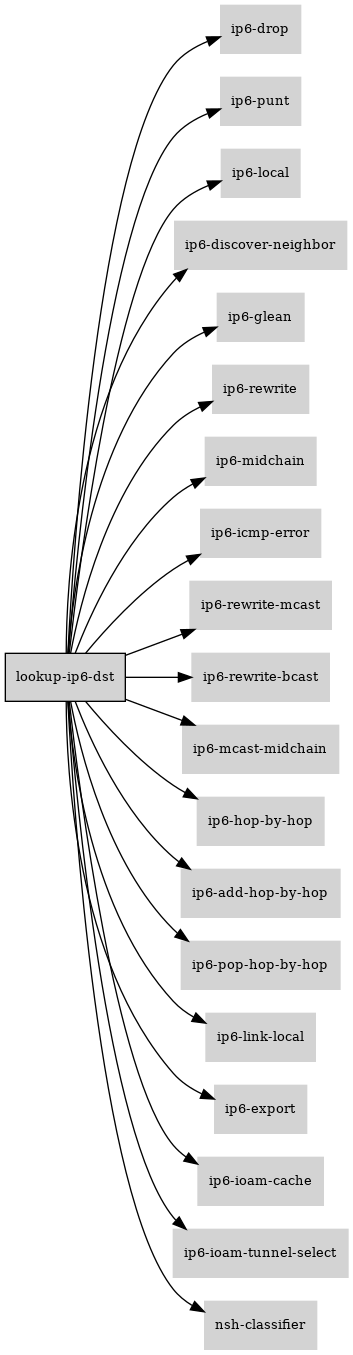 ip6-drop
ip6-punt
ip6-local
ip6-discover-neighbor
ip6-glean
ip6-rewrite
ip6-midchain
ip6-icmp-error
ip6-rewrite-mcast
lookup-ip6-dst
ip6-rewrite-bcast
ip6-mcast-midchain
ip6-hop-by-hop
ip6-add-hop-by-hop
ip6-pop-hop-by-hop
ip6-link-local
ip6-export
ip6-ioam-cache
ip6-ioam-tunnel-select
nsh-classifier